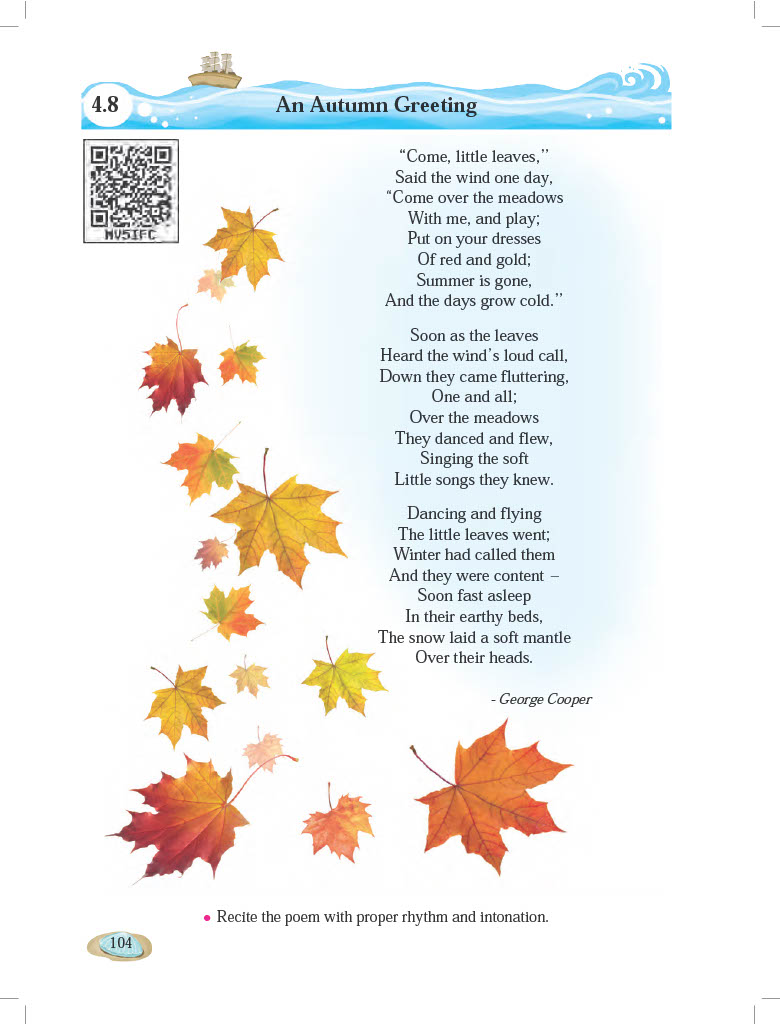 4.8
An Autumn Greeting
MV5IFC
“Come, little leaves,’’
Said the wind one day,
“Come over the meadows
With me, and play;
Put on your dresses
Of red and gold;
Summer is gone,
And the days grow cold.’’
Soon as the leaves
Heard the wind’s loud call,
Down they came fluttering,
One and all;
Over the meadows
They danced and flew,
Singing the soft
Little songs they knew.
Dancing and flying
The little leaves went;
Winter had called them
And they were content –
Soon fast asleep
In their earthy beds,
The snow laid a soft mantle
Over their heads.
- George Cooper
• Recite the poem with proper rhythm and intonation.
104